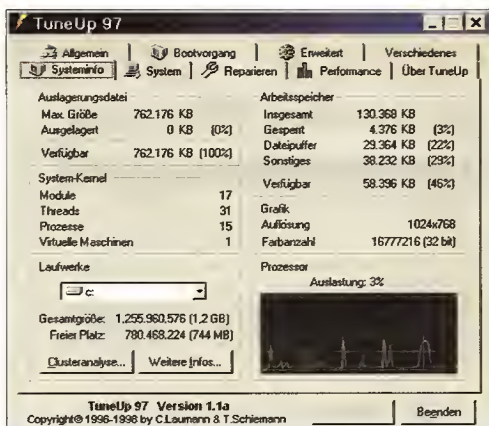 TuneUp 97
Allgemein Bootvorgang Erweitert Verschiedenes
Systeminfo System Reparieren Performance Über TuneUp
Auslagerungsdatei
Max. Größe 762.176 KB
Ausgelagert 0 KB (0%)
Verfügbar 762.176 KB (100%)
System-Kernel
Module 17
Threads 31
Prozesse 15
Virtuelle Maschinen 1
Laufwerke
c:
Gesamtgröße: 1.255.960.576 (1,2 GB)
Freier Platz: 780.468.224 (744 MB)
Clusteranalyse... Weitere Infos...
Arbeitsspeicher
Insgesamt 130.368 KB
Gesperrt 4.376 KB (3%)
Dateipuffer 29.364 KB (22%)
Sonstiges 38.232 KB (29%)
Verfügbar 58.396 KB (46%)
Grafik
Auflösung 1024x768
Farbanzahl 16777216 (32 bit)
Prozessor
Auslastung: 3%
TuneUp 97 Version 1.1a
Copyright© 1996-1998 by C.Laumann & T.Schiemann
Beenden